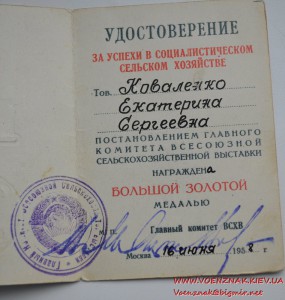 УДОСТОВЕРЕНИЕ
ЗА УСПЕХИ В СОЦИАЛИСТИЧЕСКОМ
СЕЛЬСКОМ ХОЗЯЙСТВЕ
Тов. Коваленко
Екатерина
Сергеевна
ПОСТАНОВЛЕНИЕМ ГЛАВНОГО
КОМИТЕТА ВСЕСОЮЗНОЙ
СЕЛЬСКОХОЗЯЙСТВЕННОЙ ВЫСТАВКИ
НАГРАЖДЕНА
БОЛЬШОЙ ЗОЛОТОЙ
МЕДАЛЬЮ
М.П. Главный комитет ВСХВ
Москва 16 июня 1958
WWW.VOENZNAK.KIEV.UA
Voenznak@bigmir.net